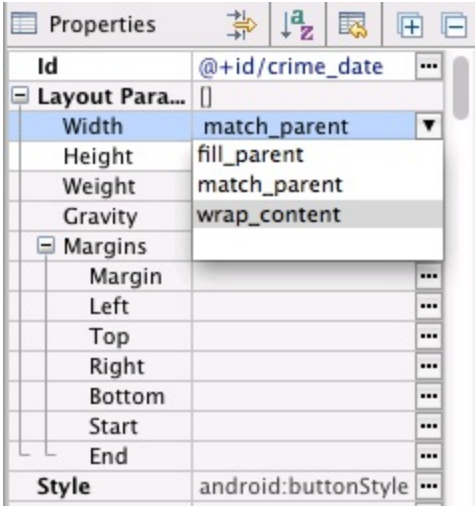 Properties
Id @+id/crime_date
Layout Para... []
Width match_parent
Height fill_parent
Weight match_parent
Gravity wrap_content
Margins
Margin
Left
Top
Right
Bottom
Start
End
Style android:buttonStyle